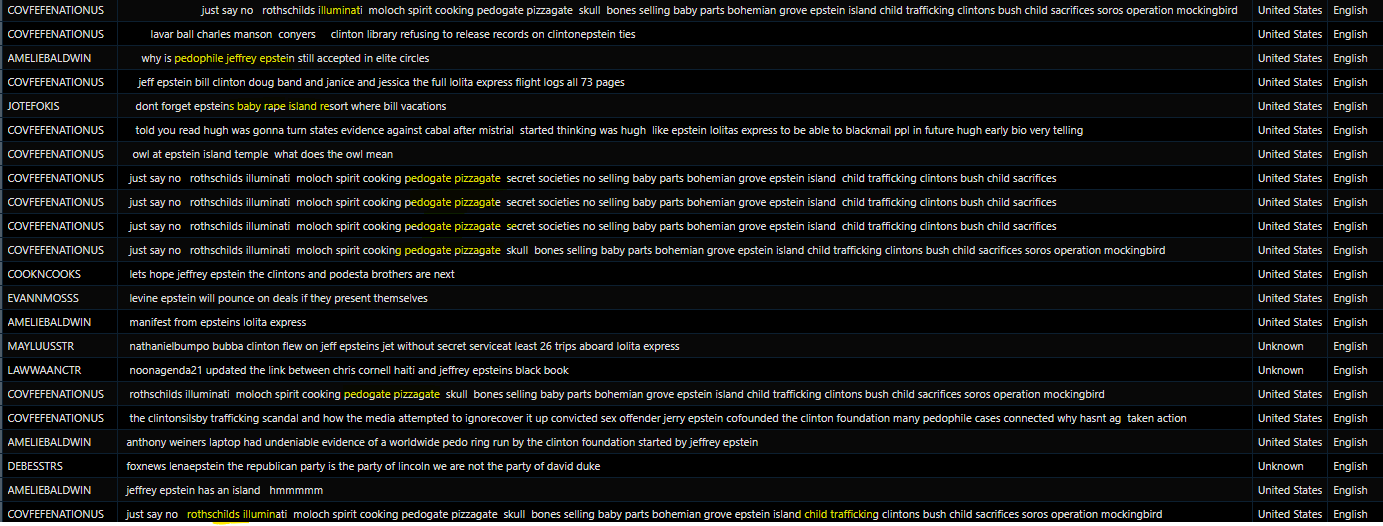 COVFEFENATIONUS just say no rothschilds illuminati moloch spirit cooking pedogate pizzagate skull bones selling baby parts bohemian grove epstein island child trafficking clintons bush child sacrifices soros operation mockingbird United States English
COVFEFENATIONUS lavar ball charles manson conyers clinton library refusing to release records on clintonepstein ties United States English
AMELIEBALDWIN why is pedophile jeffrey epstein still accepted in elite circles United States English
COVFEFENATIONUS jeff epstein bill clinton doug band and janice and jessica the full lolita express flight logs all 73 pages United States English
JOTEFOKIS dont forget epsteins baby rape island resort where bill vacations United States English
COVFEFENATIONUS told you read hugh was gonna turn states evidence against cabal after mistrial started thinking was hugh like epstein lolitas express to be able to blackmail ppl in future hugh early bio very telling United States English
COVFEFENATIONUS owl at epstein island temple what does the owl mean United States English
COVFEFENATIONUS just say no rothschilds illuminati moloch spirit cooking pedogate pizzagate secret societies no selling baby parts bohemian grove epstein island child trafficking clintons bush child sacrifices United States English
COVFEFENATIONUS just say no rothschilds illuminati moloch spirit cooking pedogate pizzagate secret societies no selling baby parts bohemian grove epstein island child trafficking clintons bush child sacrifices United States English
COVFEFENATIONUS just say no rothschilds illuminati moloch spirit cooking pedogate pizzagate secret societies no selling baby parts bohemian grove epstein island child trafficking clintons bush child sacrifices United States English
COVFEFENATIONUS just say no rothschilds illuminati moloch spirit cooking pedogate pizzagate skull bones selling baby parts bohemian grove epstein island child trafficking clintons bush child sacrifices soros operation mockingbird United States English
COOKNCOOKS lets hope jeffrey epstein the clintons and podesta brothers are next United States English
EVANNMOSSS levine epstein will pounce on deals if they present themselves United States English
AMELIEBALDWIN manifest from epsteins lolita express United States English
MAYLUUSSTR nathanielbumpo bubba clinton flew on jeff epsteins jet without secret serviceat least 26 trips aboard lolita express Unknown English
LAWWAANCTR noonagenda21 updated the link between chris cornell haiti and jeffrey epsteins black book Unknown English
COVFEFENATIONUS rothschilds illuminati moloch spirit cooking pedogate pizzagate skull bones selling baby parts bohemian grove epstein island child trafficking clintons bush child sacrifices soros operation mockingbird United States English
COVFEFENATIONUS the clintonsilsby trafficking scandal and how the media attempted to ignorecover it up convicted sex offender jerry epstein cofounded the clinton foundation many pedophile cases connected why hasnt ag taken action United States English
AMELIEBALDWIN anthony weiners laptop had undeniable evidence of a worldwide pedo ring run by the clinton foundation started by jeffrey epstein United States English
DEBESSTRS foxnews lenaepstein the republican party is the party of lincoln we are not the party of david duke Unknown English
AMELIEBALDWIN jeffrey epstein has an island hmmmmm United States English
COVFEFENATIONUS just say no rothschilds illuminati moloch spirit cooking pedogate pizzagate skull bones selling baby parts bohemian grove epstein island child trafficking clintons bush child sacrifices soros operation mockingbird United States English